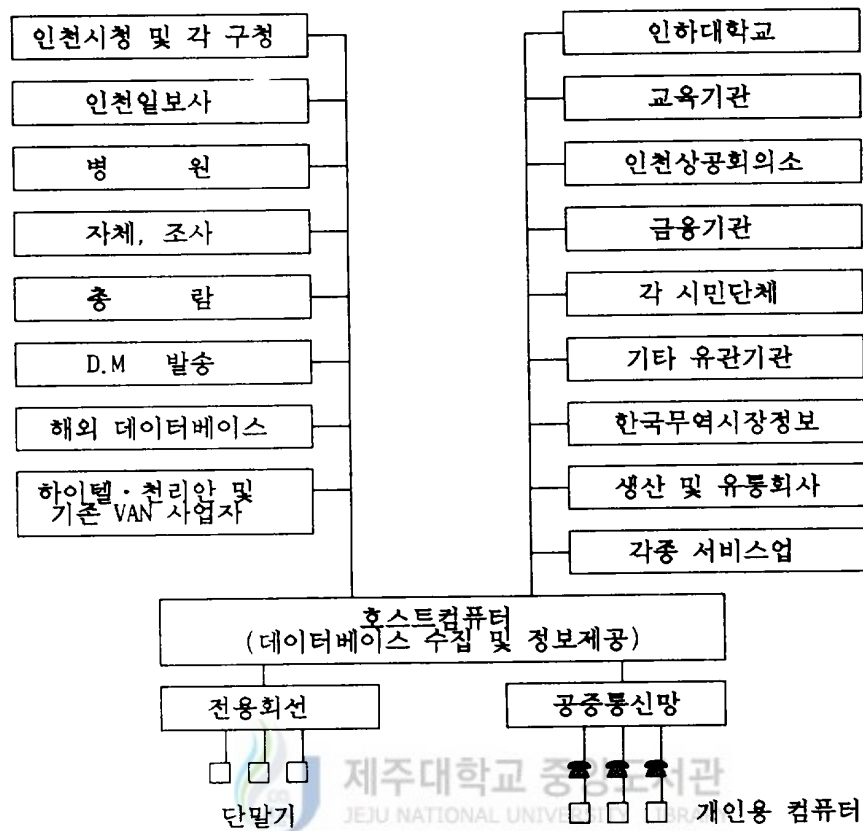 인천시청 및 각 구청
인천일보사
병 원
자체, 조사
총 람
D.M 발송
해외 데이터베이스
하이텔·천리안 및
기존 VAN 사업자
인하대학교
교육기관
인천상공회의소
금융기관
각 시민단체
기타 유관기관
한국무역시장정보
생산 및 유통회사
각종 서비스업
호스트컴퓨터
(데이터베이스 수집 및 정보제공)
전용회선
공중통신망
단말기
개인용 컴퓨터
제주대학교 중앙도서관
JEJU NATIONAL UNIVERSITY LIBRARY